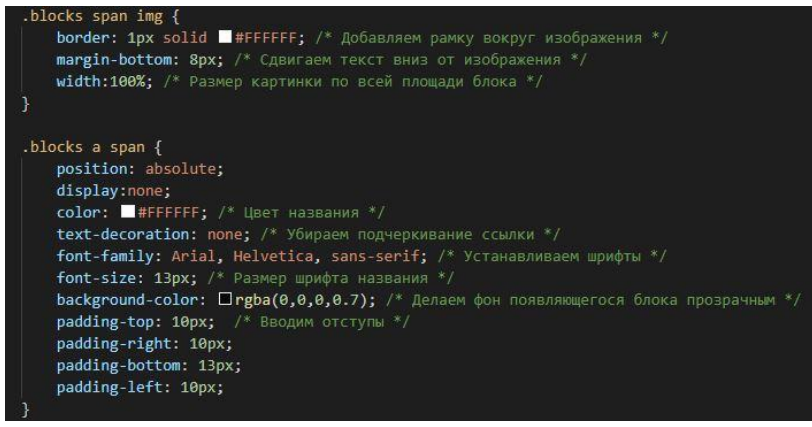 .blocks span img {
    border: 1px solid #FFFFFF; /* Добавляем рамку вокруг изображения */
    margin-bottom: 8px; /* Сдвигаем текст вниз от изображения */
    width:100%; /* Размер картинки по всей площади блока */
}

.blocks a span {
    position: absolute;
    display:none;
    color: #FFFFFF; /* Цвет названия */
    text-decoration: none; /* Убираем подчеркивание ссылки */
    font-family: Arial, Helvetica, sans-serif; /* Устанавливаем шрифты */
    font-size: 13px; /* Размер шрифта названия */
    background-color: rgba(0,0,0,0.7); /* Делаем фон появляющегося блока прозрачным */
    padding-top: 10px;  /* Вводим отступы */
    padding-right: 10px;
    padding-bottom: 13px;
    padding-left: 10px;
}